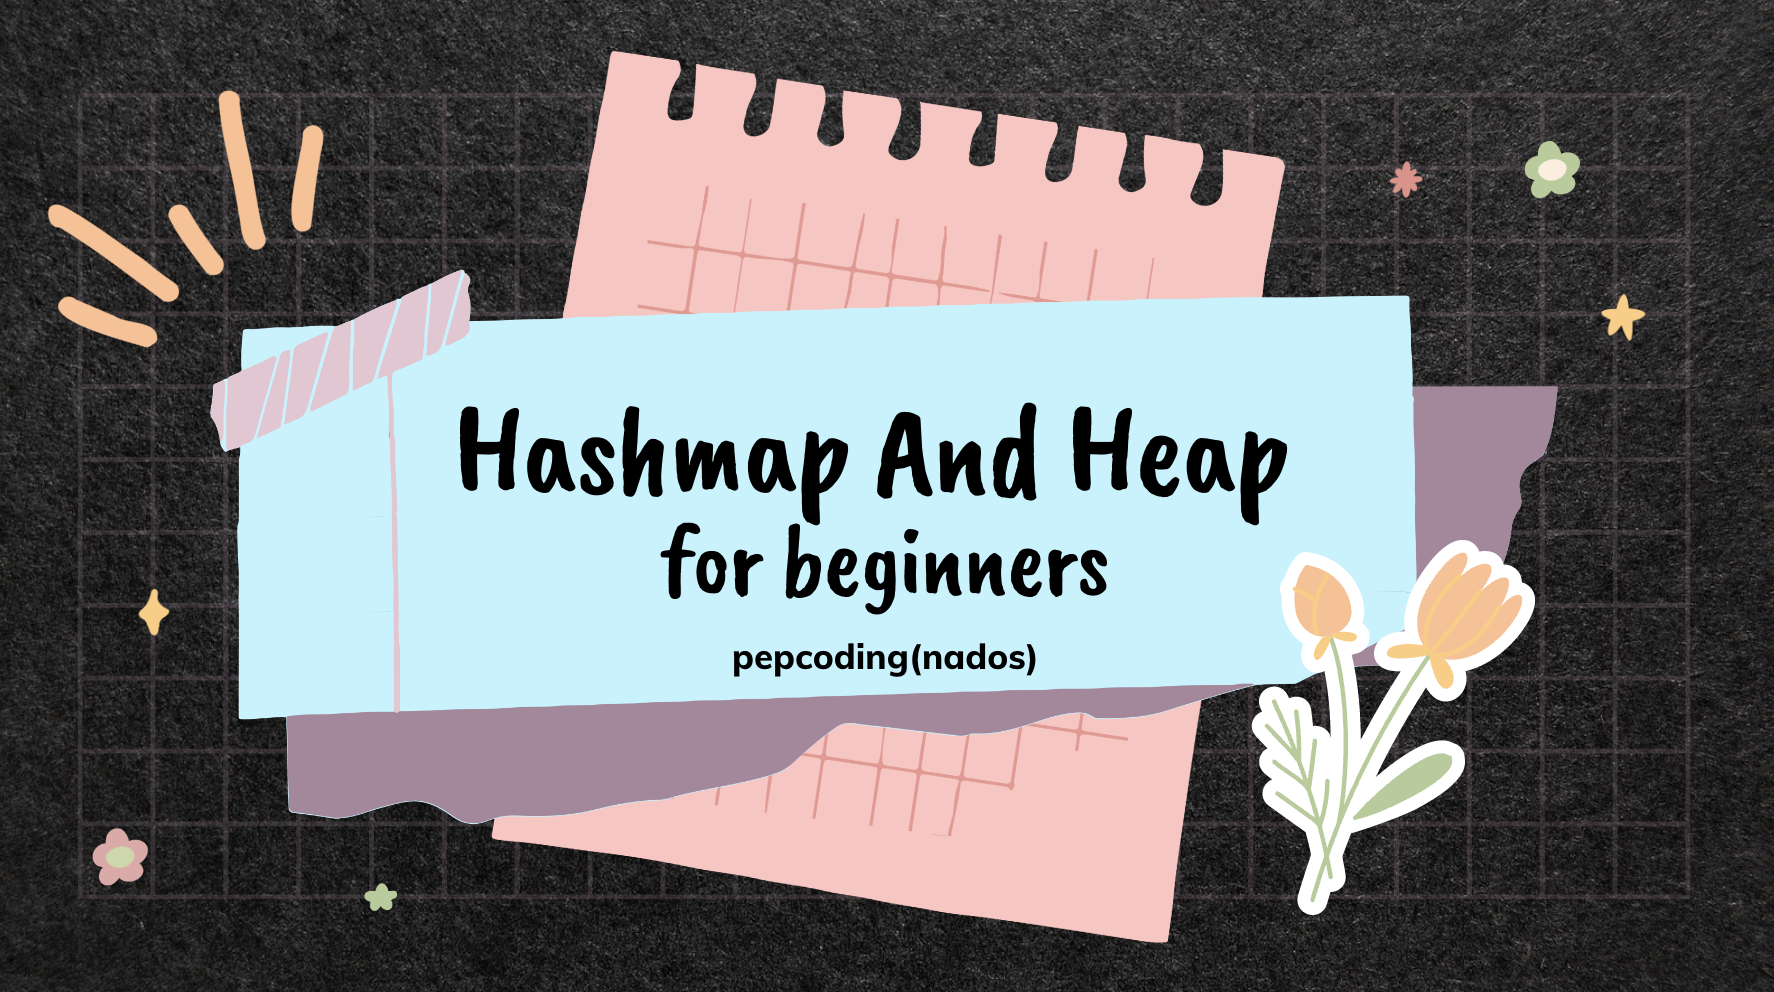 Hashmap And Heap
for beginners
pepcoding(nados)